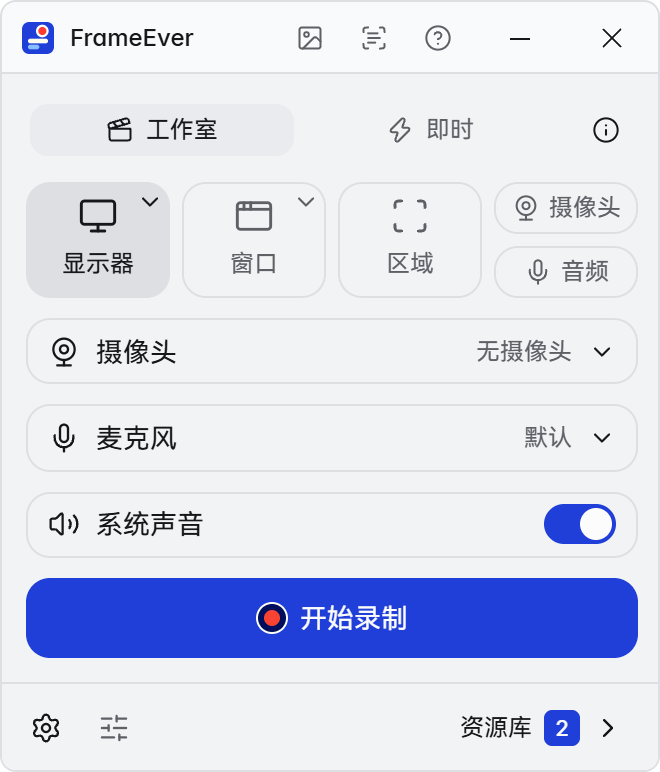 FrameEver
工作室
即时
显示器
窗口
区域
摄像头
音频
摄像头
无摄像头
麦克风
默认
系统声音
开始录制
资源库 2